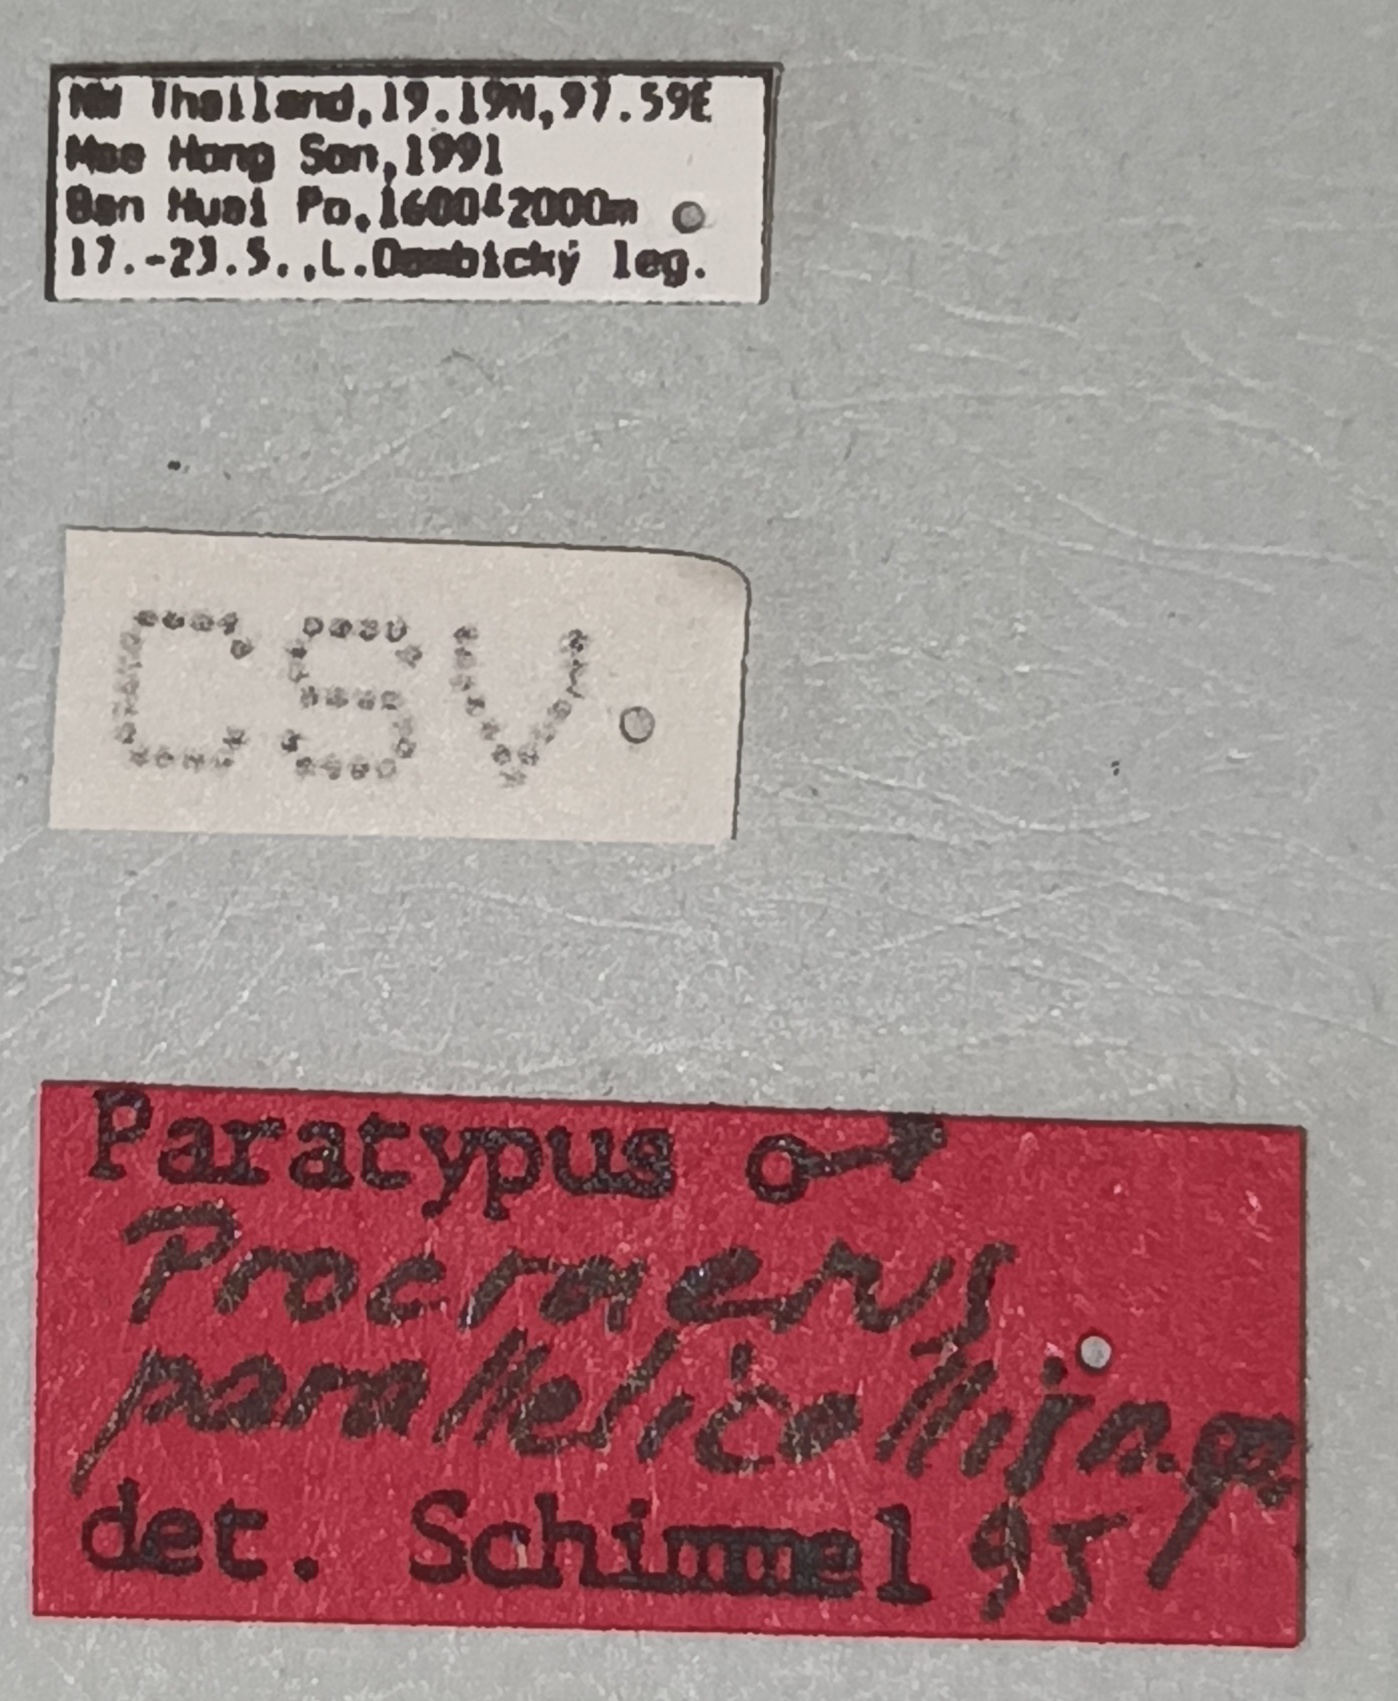 NW Thailand,19.19N,97.59E
Mae Hong Son,1991
Ban Huai Po,1600-2000m
17.-23.5.,L.Dembický leg.
CSV
Paratypus ♂
Procraerus
parallelicollis n.sp.
det. Schimmel 95